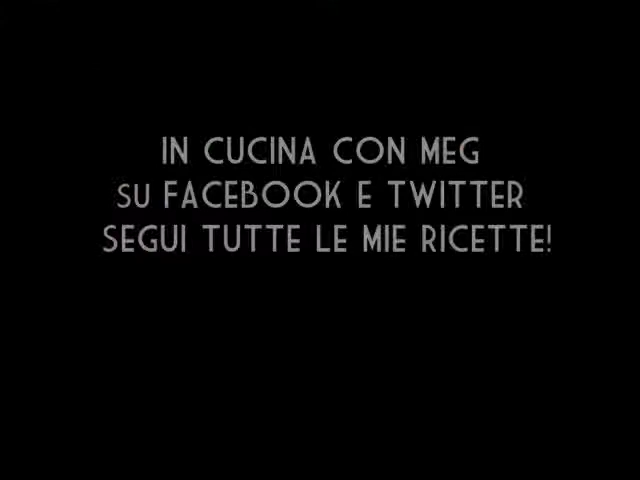 IN CUCINA CON MEG
SU FACEBOOK E TWITTER
SEGUI TUTTE LE MIE RICETTE!